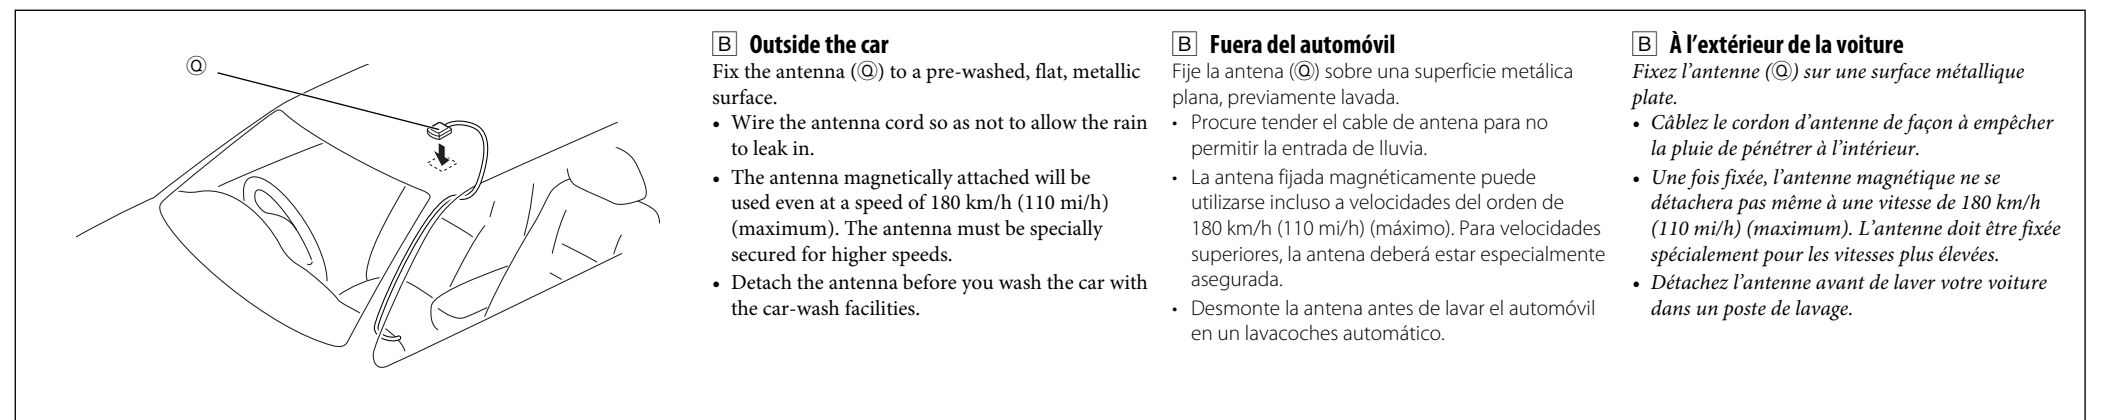 Ⓠ
B Outside the car
Fix the antenna (Ⓠ) to a pre-washed, flat, metallic
surface.
• Wire the antenna cord so as not to allow the rain
to leak in.
• The antenna magnetically attached will be
used even at a speed of 180 km/h (110 mi/h)
(maximum). The antenna must be specially
secured for higher speeds.
• Detach the antenna before you wash the car with
the car-wash facilities.
B Fuera del automóvil
Fije la antena (Ⓠ) sobre una superficie metálica
plana, previamente lavada.
• Procure tender el cable de antena para no
permitir la entrada de lluvia.
• La antena fijada magnéticamente puede
utilizarse incluso a velocidades del orden de
180 km/h (110 mi/h) (máximo). Para velocidades
superiores, la antena deberá estar especialmente
asegurada.
• Desmonte la antena antes de lavar el automóvil
en un lavacoches automático.
B À l’extérieur de la voiture
Fixez l’antenne (Ⓠ) sur une surface métallique
plate.
• Câblez le cordon d’antenne de façon à empêcher
la pluie de pénétrer à l’intérieur.
• Une fois fixée, l’antenne magnétique ne se
détachera pas même à une vitesse de 180 km/h
(110 mi/h) (maximum). L’antenne doit être fixée
spécialement pour les vitesses plus élevées.
• Détachez l’antenne avant de laver votre voiture
dans un poste de lavage.